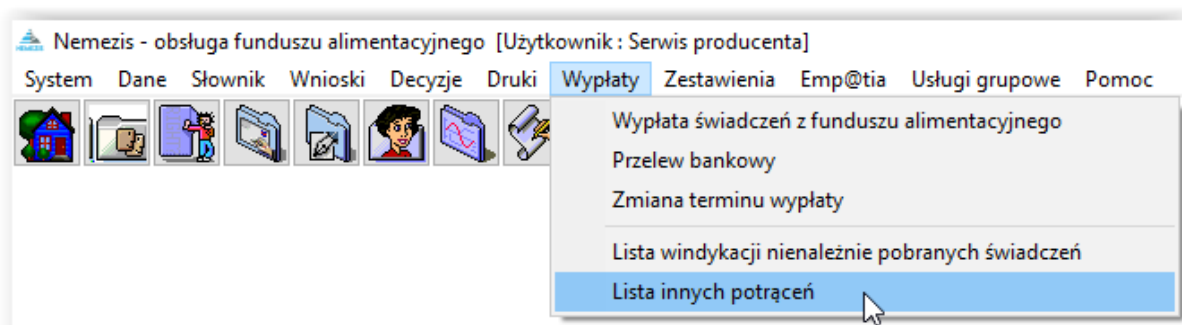 NEMEZIS
Nemezis - obsługa funduszu alimentacyjnego [Użytkownik : Serwis producenta]
System Dane Słownik Wnioski Decyzje Druki Wypłaty Zestawienia Emp@tia Usługi grupowe Pomoc
Wypłata świadczeń z funduszu alimentacyjnego
Przelew bankowy
Zmiana terminu wypłaty
Lista windykacji nienależnie pobranych świadczeń
Lista innych potrąceń